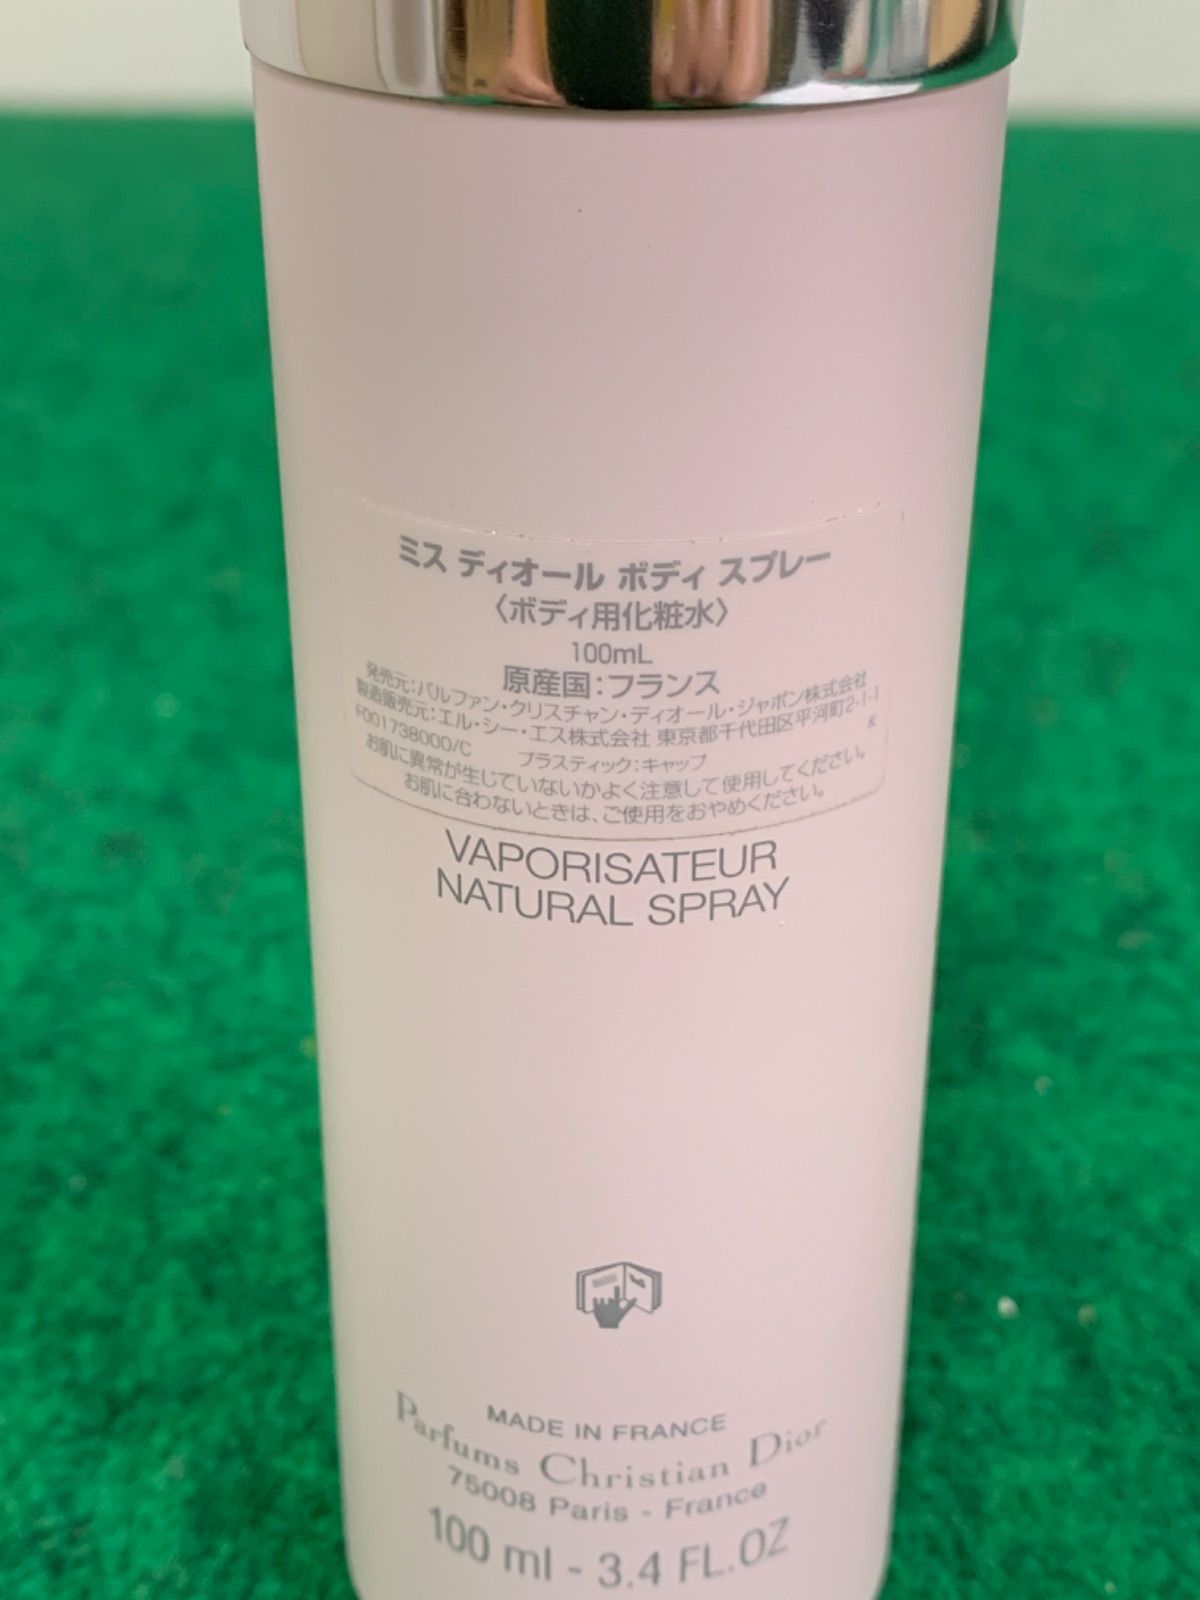 ミス ディオール ボディ スプレー
〈ボディ用化粧水〉
100mL
原産国：フランス
発売元：パルファン・クリスチャン・ディオール・ジャポン株式会社
製造販売元：エル・シー・エス株式会社 東京都千代田区平河町2-1-1
F001738000/C プラスティック：キャップ K
お肌に異常が生じていないかよく注意して使用してください。
お肌に合わないときは、ご使用をおやめください。
VAPORISATEUR
NATURAL SPRAY
MADE IN FRANCE
Parfums Christian Dior
75008 Paris - France
100 ml - 3.4 FL.OZ